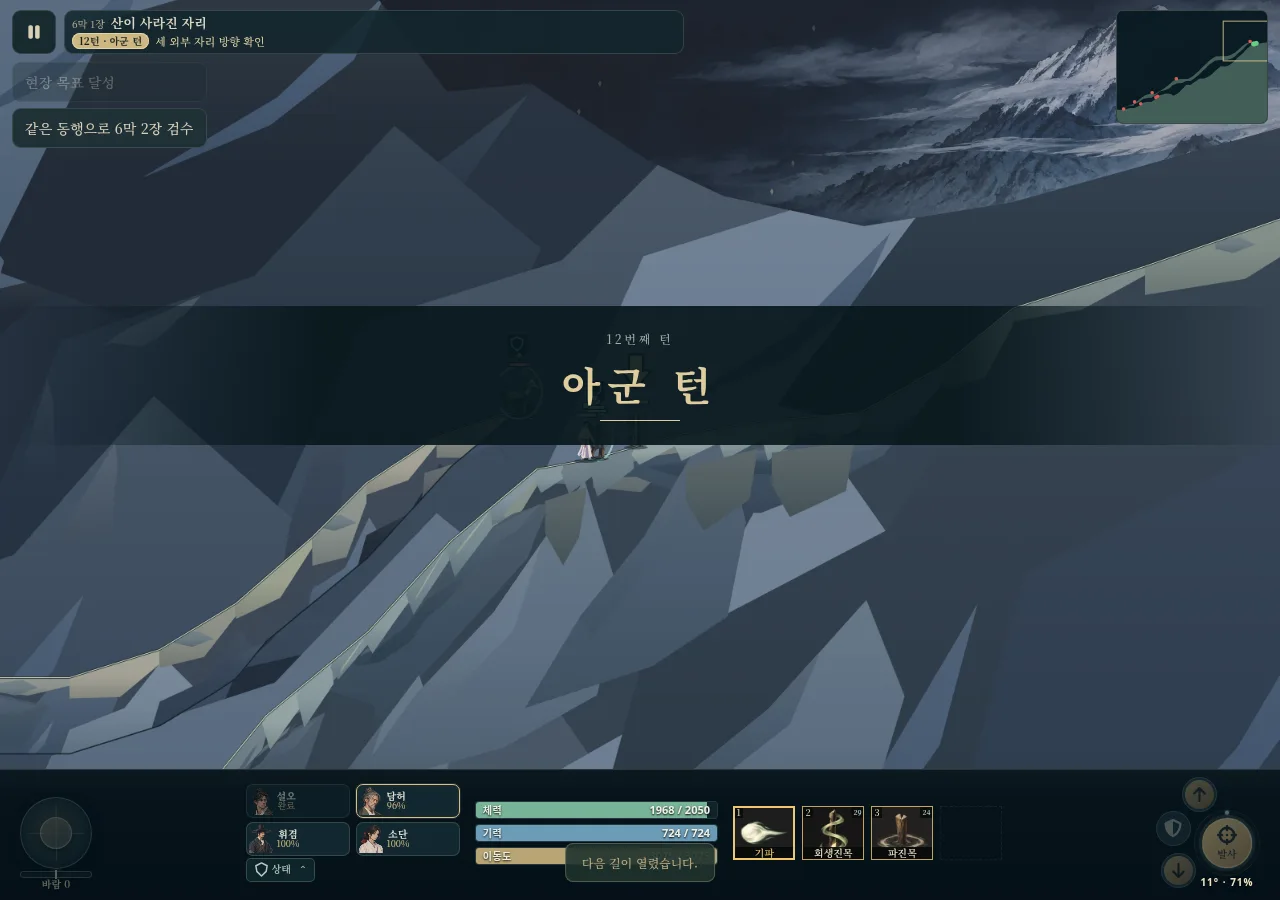 6막 1장 산이 사라진 자리
12턴 · 아군 턴 세 외부 자리 방향 확인
현장 목표 달성
같은 동행으로 6막 2장 검수
12번째 턴
아군 턴
설오
완료
담허
96%
휘겸
100%
소단
100%
상태
체력 1968 / 2050
기력 724 / 724
이동도
다음 길이 열렸습니다.
1
기파
2 29
회생진목
3 24
파진목
바람 0
발사
11° · 71%